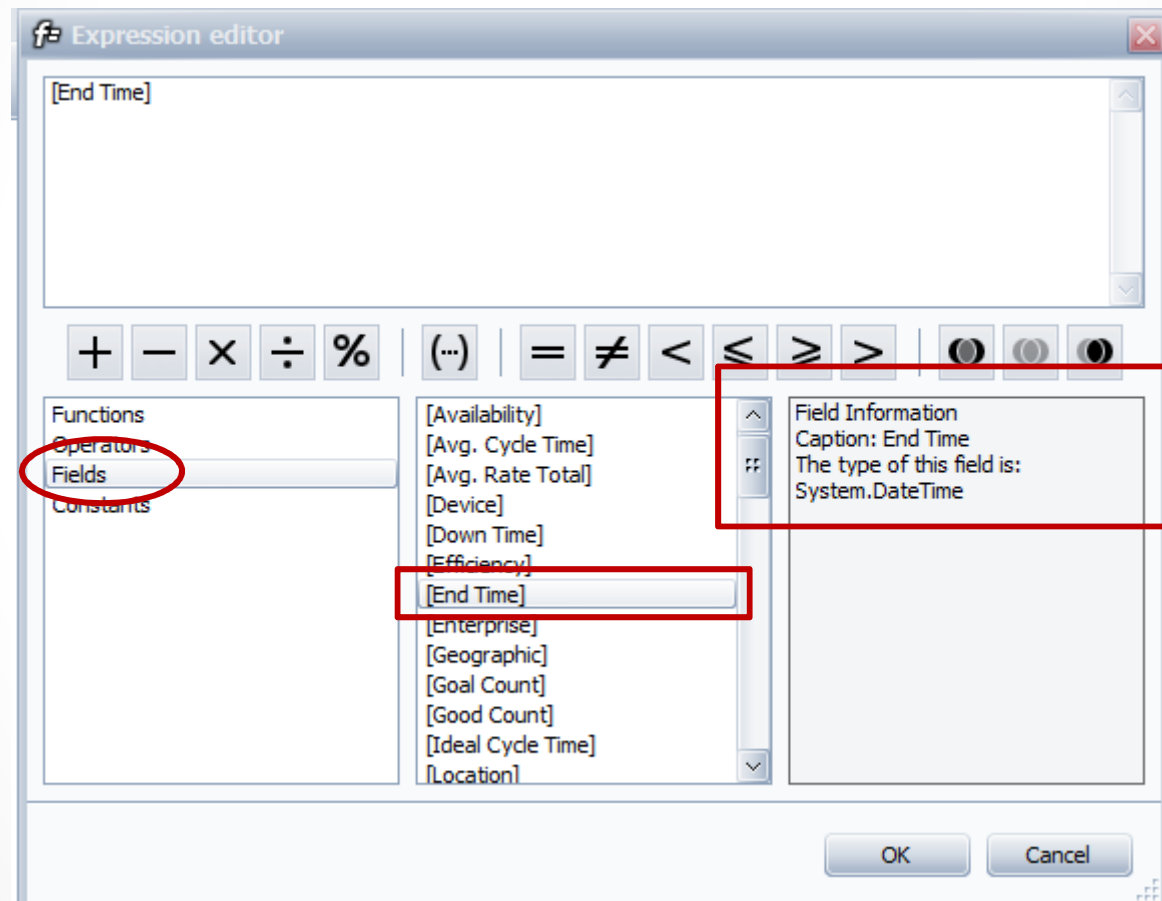 Expression editor
[End Time]
+ − × ÷ % (...) = ≠ < ≤ ≥ >
Functions
Operators
Fields
Constants
[Availability]
[Avg. Cycle Time]
[Avg. Rate Total]
[Device]
[Down Time]
[Efficiency]
[End Time]
[Enterprise]
[Geographic]
[Goal Count]
[Good Count]
[Ideal Cycle Time]
[Location]
Field Information
Caption: End Time
The type of this field is:
System.DateTime
OK
Cancel